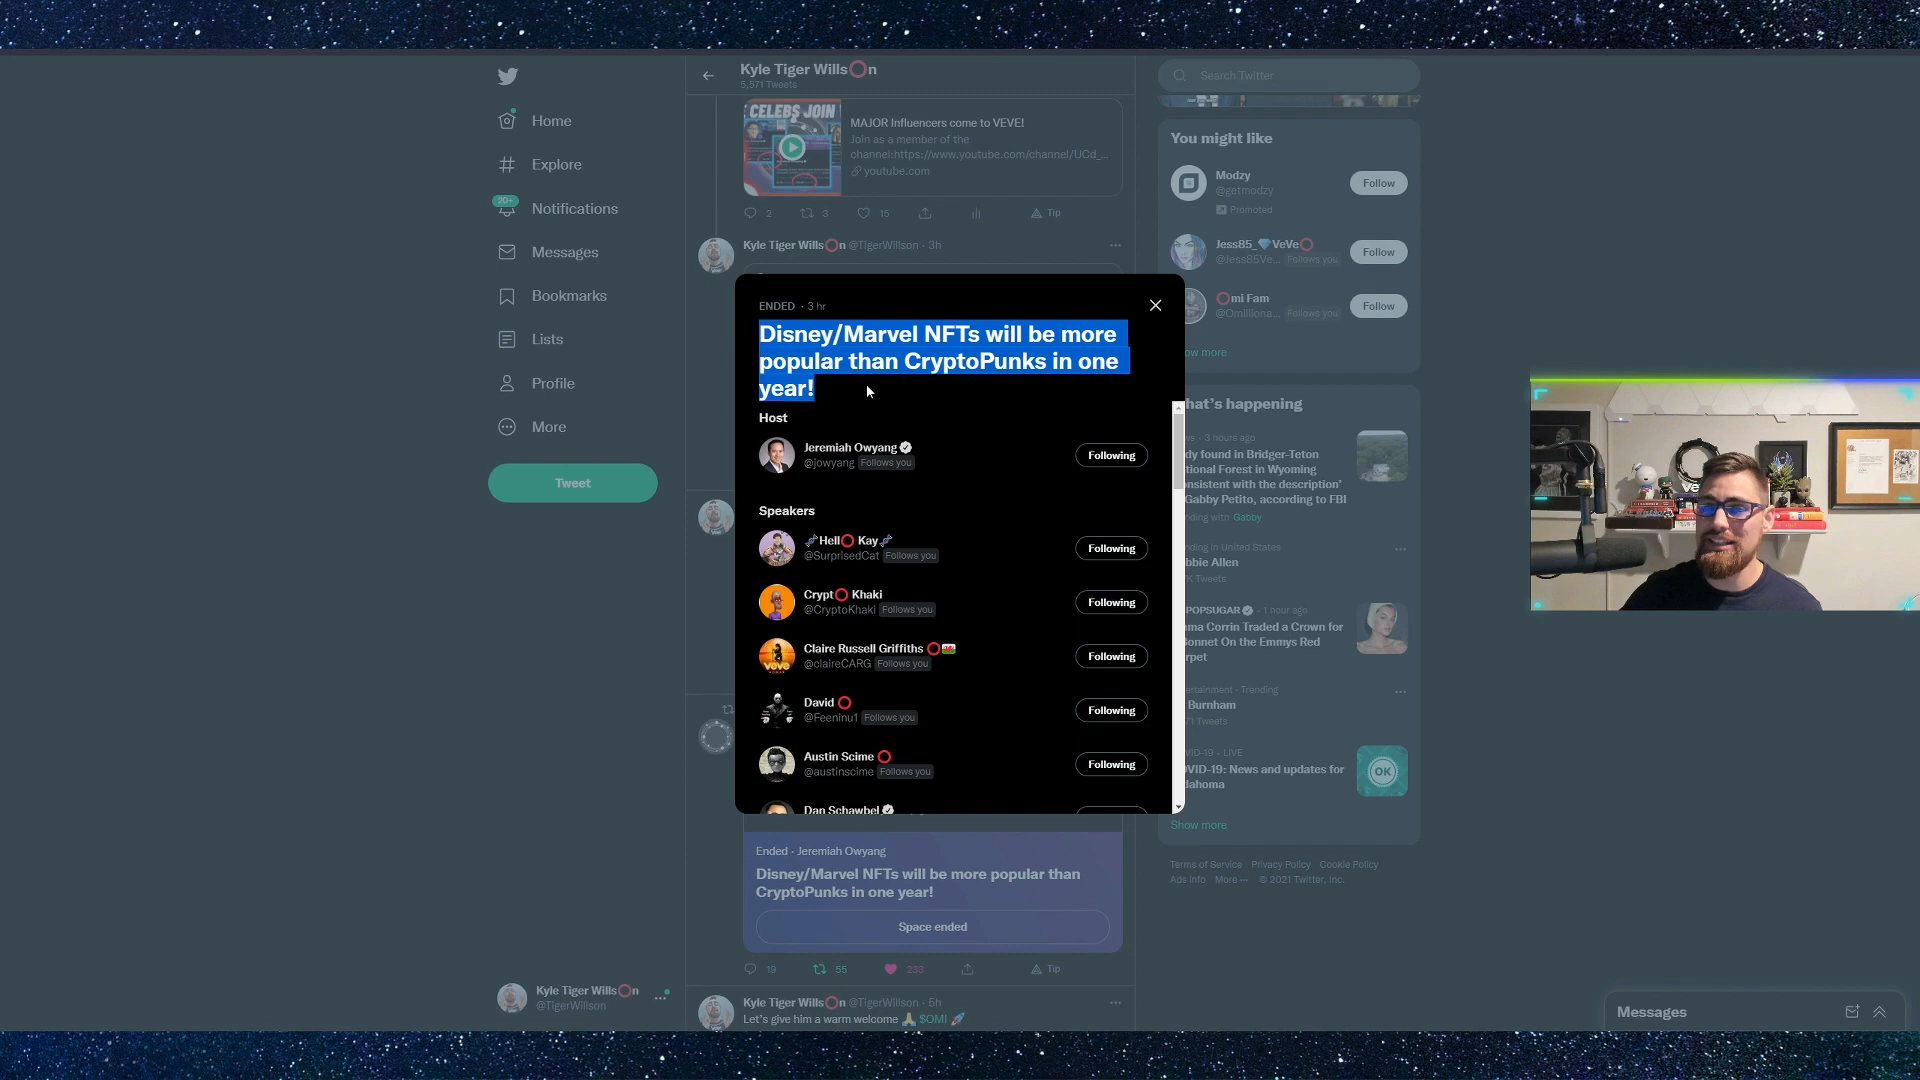 Kyle Tiger Wills⭕n
5,571 Tweets
Search Twitter
Home
Explore
20+
Notifications
Messages
Bookmarks
Lists
Profile
More
Tweet
CELEBS JOIN
MAJOR Influencers come to VEVE!
Join as a member of the
channel:https://www.youtube.com/channel/UCd_...
youtube.com
2
3
15
Tip
Kyle Tiger Wills⭕n @TigerWillson · 3h
ENDED · 3 hr
Disney/Marvel NFTs will be more
popular than CryptoPunks in one
year!
Host
Jeremiah Owyang
@jowyang Follows you
Following
Speakers
🧬Hell⭕ Kay🧬
@SurprisedCat Follows you
Following
Crypt⭕ Khaki
@CryptoKhaki Follows you
Following
Claire Russell Griffiths ⭕🏴󠁧󠁢󠁷󠁬󠁳󠁿
@claireCARG Follows you
Following
David ⭕
@Feeninu1 Follows you
Following
Austin Scime ⭕
@austinscime Follows you
Following
Dan Schawbel
Ended · Jeremiah Owyang
Disney/Marvel NFTs will be more popular than
CryptoPunks in one year!
Space ended
19
55
233
Tip
Kyle Tiger Wills⭕n @TigerWillson · 5h
Let's give him a warm welcome 🙏 $OMI 🚀
Kyle Tiger Wills⭕n
@TigerWillson
You might like
Modzy
@getmodzy
Promoted
Follow
Jess85_💎VeVe⭕
@Jess85Ve... Follows you
Follow
⭕mi Fam
@Omilliona... Follows you
Follow
ow more
hat's happening
ws · 3 hours ago
dy found in Bridger-Teton
tional Forest in Wyoming
onsistent with the description'
Gabby Petito, according to FBI
nding with Gabby
nding in United States
bbie Allen
K Tweets
POPSUGAR · 1 hour ago
ma Corrin Traded a Crown for
onnet On the Emmys Red
rpet
ertainment · Trending
Burnham
71 Tweets
VID-19 · LIVE
VID-19: News and updates for
lahoma
OK
Show more
Terms of Service Privacy Policy Cookie Policy
Ads info More ··· © 2021 Twitter, Inc.
Messages